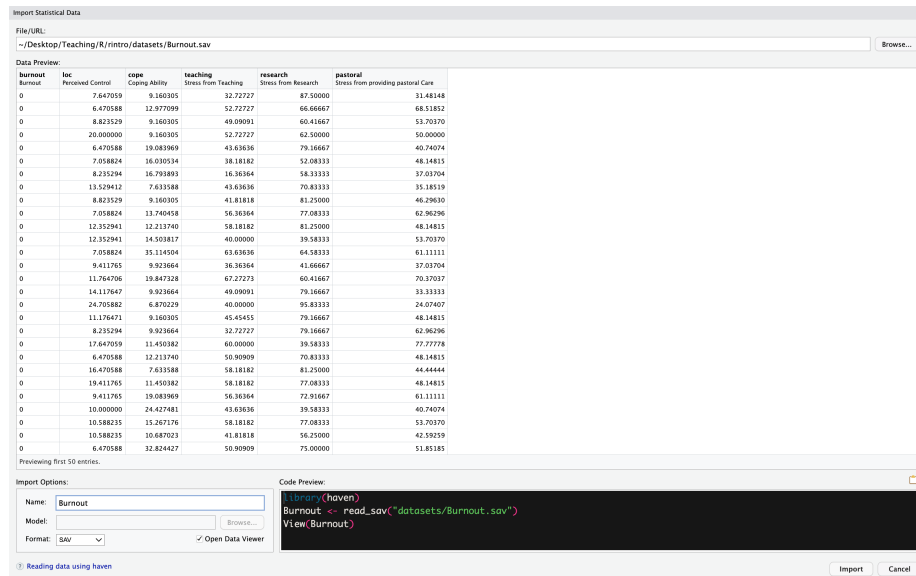 Import Statistical Data
File/URL:
~/Desktop/Teaching/R/rintro/datasets/Burnout.sav Browse...
Data Preview:
burnout loc cope teaching research pastoral
Burnout Perceived Control Coping Ability Stress from Teaching Stress from Research Stress from providing pastoral Care
0 7.647059 9.160305 32.72727 87.50000 31.48148
0 6.470588 12.977099 52.72727 66.66667 68.51852
0 8.823529 9.160305 49.09091 60.41667 53.70370
0 20.000000 9.160305 52.72727 62.50000 50.00000
0 6.470588 19.083969 43.63636 79.16667 40.74074
0 7.058824 16.030534 38.18182 52.08333 48.14815
0 8.235294 16.793893 16.36364 58.33333 37.03704
0 13.529412 7.633588 43.63636 70.83333 35.18519
0 8.823529 9.160305 41.81818 81.25000 46.29630
0 7.058824 13.740458 56.36364 77.08333 62.96296
0 12.352941 12.213740 58.18182 81.25000 48.14815
0 12.352941 14.503817 40.00000 39.58333 53.70370
0 7.058824 35.114504 63.63636 64.58333 61.11111
0 9.411765 9.923664 36.36364 41.66667 37.03704
0 11.764706 19.847328 67.27273 60.41667 70.37037
0 14.117647 9.923664 49.09091 79.16667 33.33333
0 24.705882 6.870229 40.00000 95.83333 24.07407
0 11.176471 9.160305 45.45455 79.16667 48.14815
0 8.235294 9.923664 32.72727 79.16667 62.96296
0 17.647059 11.450382 60.00000 39.58333 77.77778
0 6.470588 12.213740 50.90909 70.83333 48.14815
0 16.470588 7.633588 58.18182 81.25000 44.44444
0 19.411765 11.450382 58.18182 77.08333 48.14815
0 9.411765 19.083969 56.36364 72.91667 61.11111
0 10.000000 24.427481 43.63636 39.58333 40.74074
0 10.588235 15.267176 58.18182 77.08333 53.70370
0 10.588235 10.687023 41.81818 56.25000 42.59259
0 6.470588 32.824427 50.90909 75.00000 51.85185
Previewing first 50 entries.
Import Options:
Name: Burnout
Model: Browse...
Format: SAV Open Data Viewer
Code Preview:
library(haven)
Burnout <- read_sav("datasets/Burnout.sav")
View(Burnout)
Reading data using haven
Import Cancel